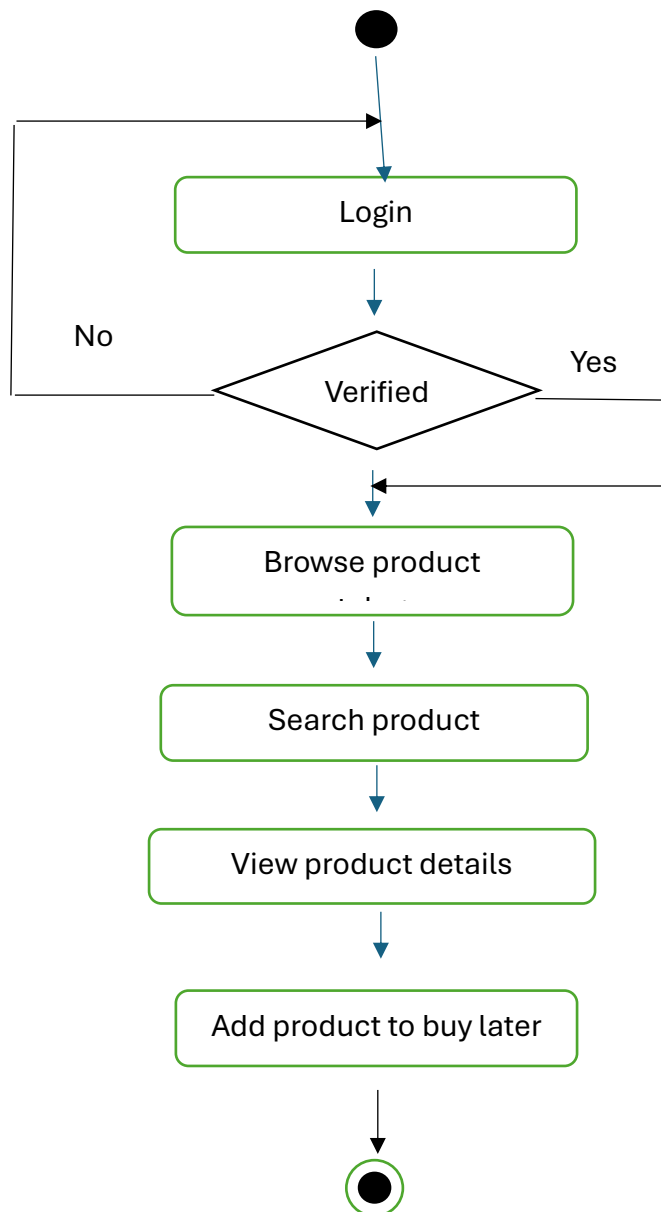 Login
No
Yes
Verified
Browse product
Search product
View product details
Add product to buy later